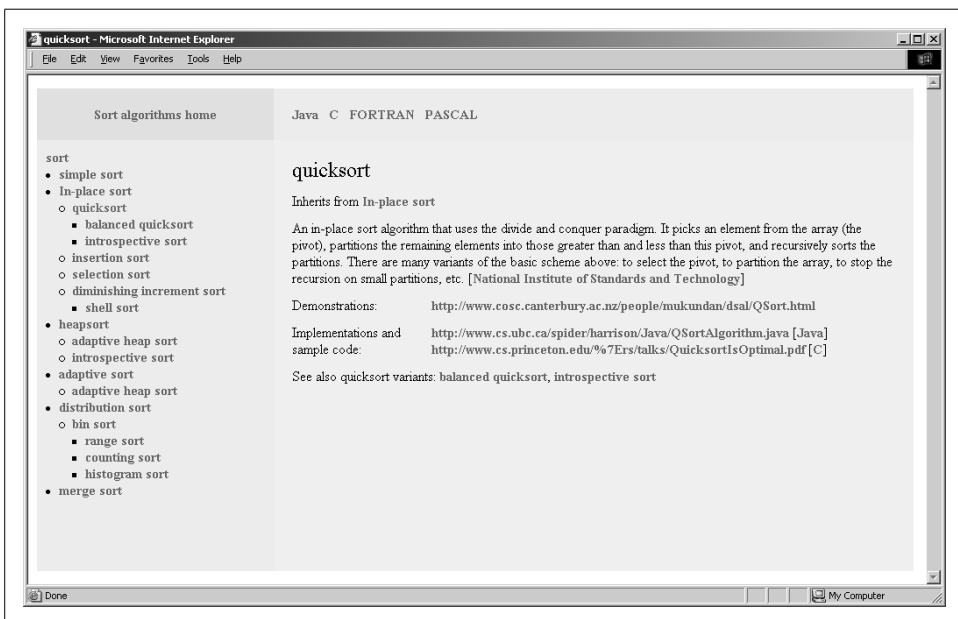 quicksort - Microsoft Internet Explorer
File Edit View Favorites Tools Help
Sort algorithms home
Java C FORTRAN PASCAL
sort
• simple sort
• In-place sort
o quicksort
▪ balanced quicksort
▪ introspective sort
o insertion sort
o selection sort
o diminishing increment sort
▪ shell sort
• heapsort
o adaptive heap sort
o introspective sort
• adaptive sort
o adaptive heap sort
• distribution sort
o bin sort
▪ range sort
▪ counting sort
▪ histogram sort
• merge sort
quicksort
Inherits from In-place sort
An in-place sort algorithm that uses the divide and conquer paradigm. It picks an element from the array (the
pivot), partitions the remaining elements into those greater than and less than this pivot, and recursively sorts the
partitions. There are many variants of the basic scheme above: to select the pivot, to partition the array, to stop the
recursion on small partitions, etc. [National Institute of Standards and Technology]
Demonstrations: http://www.cosc.canterbury.ac.nz/people/mukundan/dsal/QSort.html
Implementations and http://www.cs.ubc.ca/spider/harrison/Java/QSortAlgorithm.java [Java]
sample code: http://www.cs.princeton.edu/%7Ers/talks/QuicksortIsOptimal.pdf [C]
See also quicksort variants: balanced quicksort, introspective sort
Done
My Computer